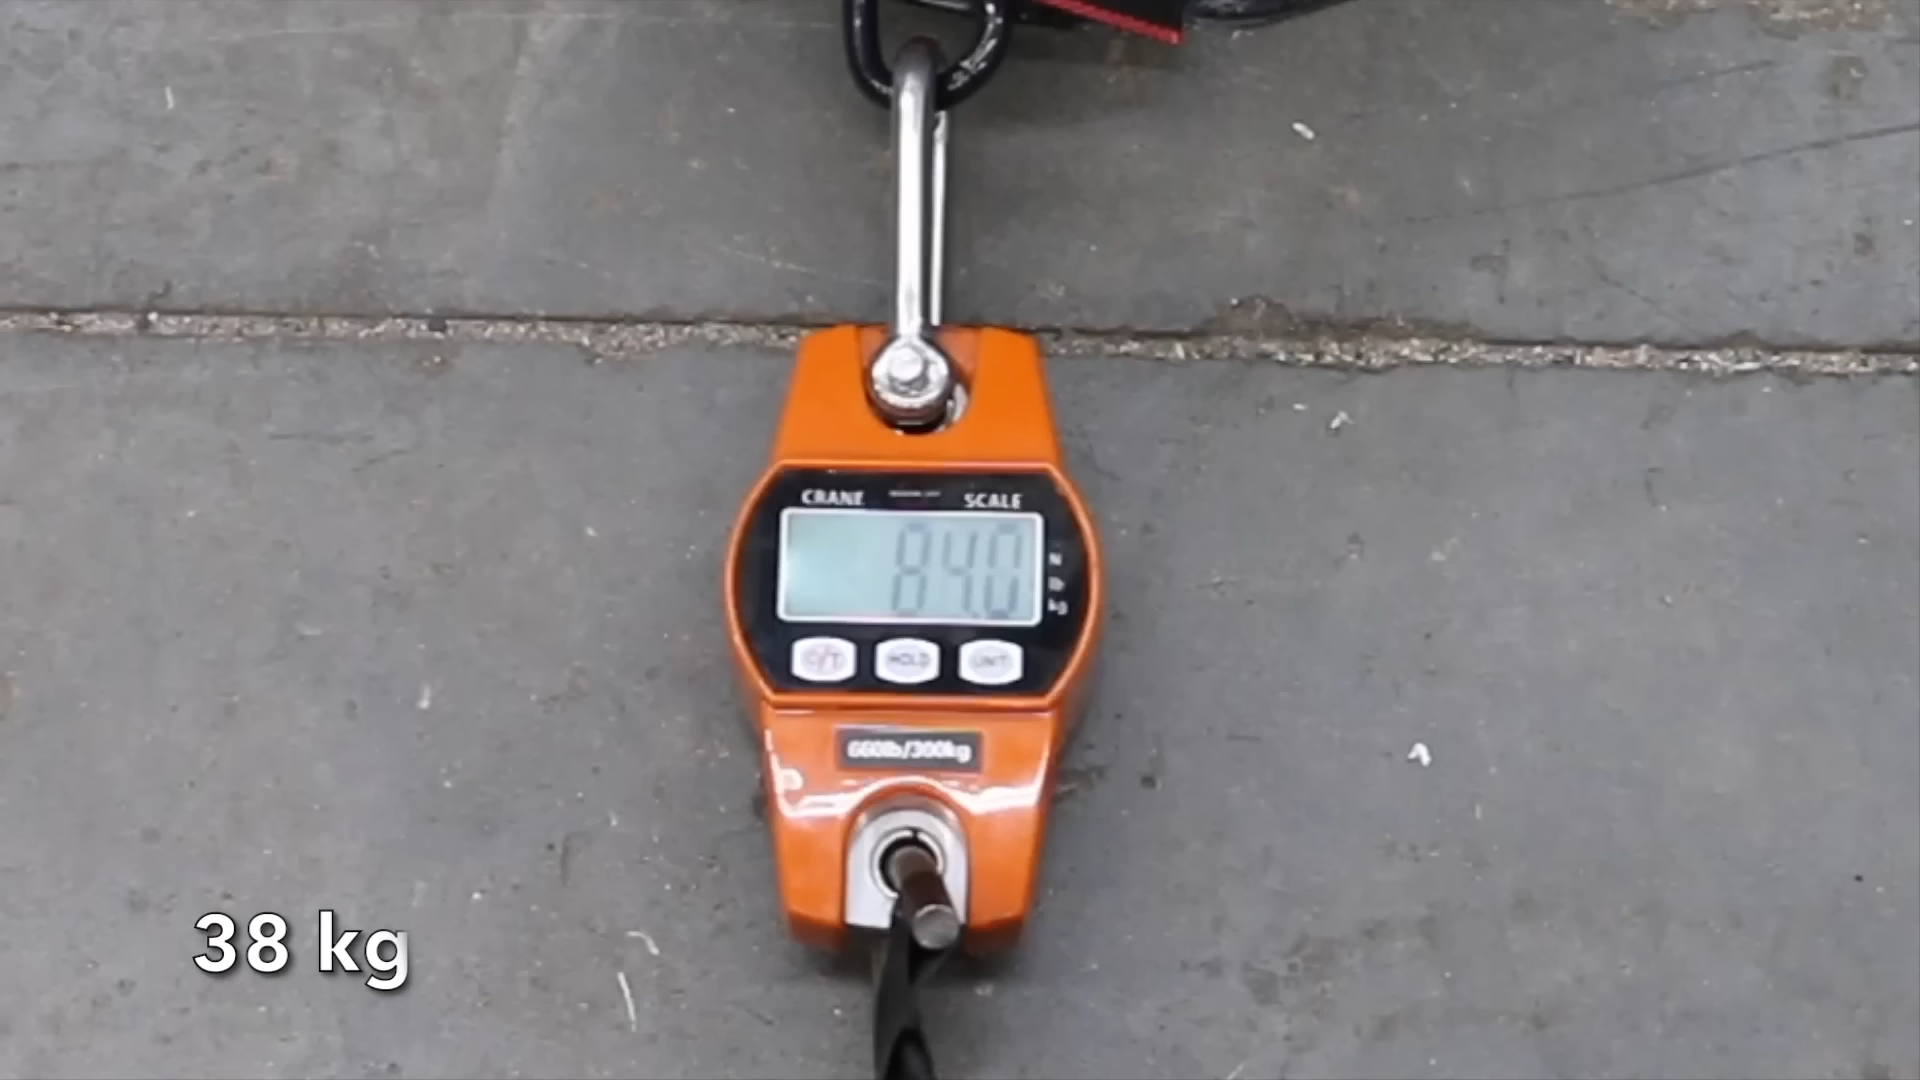 CRANE SCALE
84.0
N
lb
kg
HOLD UNIT
660lb/300kg
38 kg